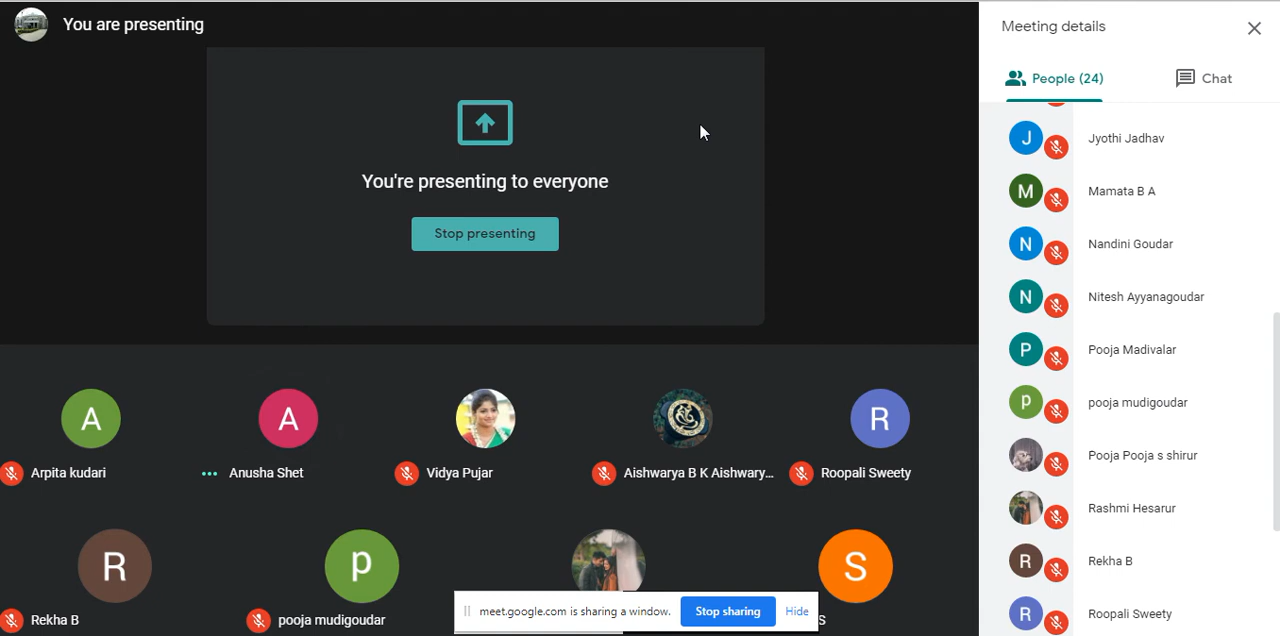 You are presenting
You're presenting to everyone
Stop presenting
A
A
R
Arpita kudari
Anusha Shet
Vidya Pujar
Aishwarya B K Aishwary...
Roopali Sweety
R
p
S
Rekha B
pooja mudigoudar
S
meet.google.com is sharing a window.
Stop sharing
Hide
Meeting details
People (24)
Chat
J
Jyothi Jadhav
M
Mamata B A
N
Nandini Goudar
N
Nitesh Ayyanagoudar
P
Pooja Madivalar
p
pooja mudigoudar
Pooja Pooja s shirur
Rashmi Hesarur
R
Rekha B
R
Roopali Sweety